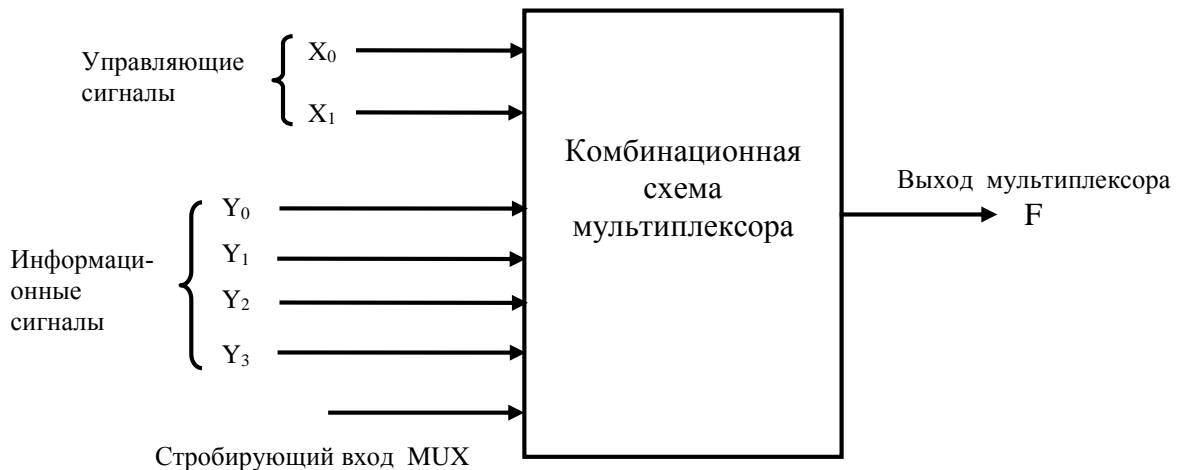 Управляющие
сигналы
X₀
X₁
Информаци-
онные
сигналы
Y₀
Y₁
Y₂
Y₃
Стробирующий вход MUX
Комбинационная
схема
мультиплексора
Выход мультиплексора
F